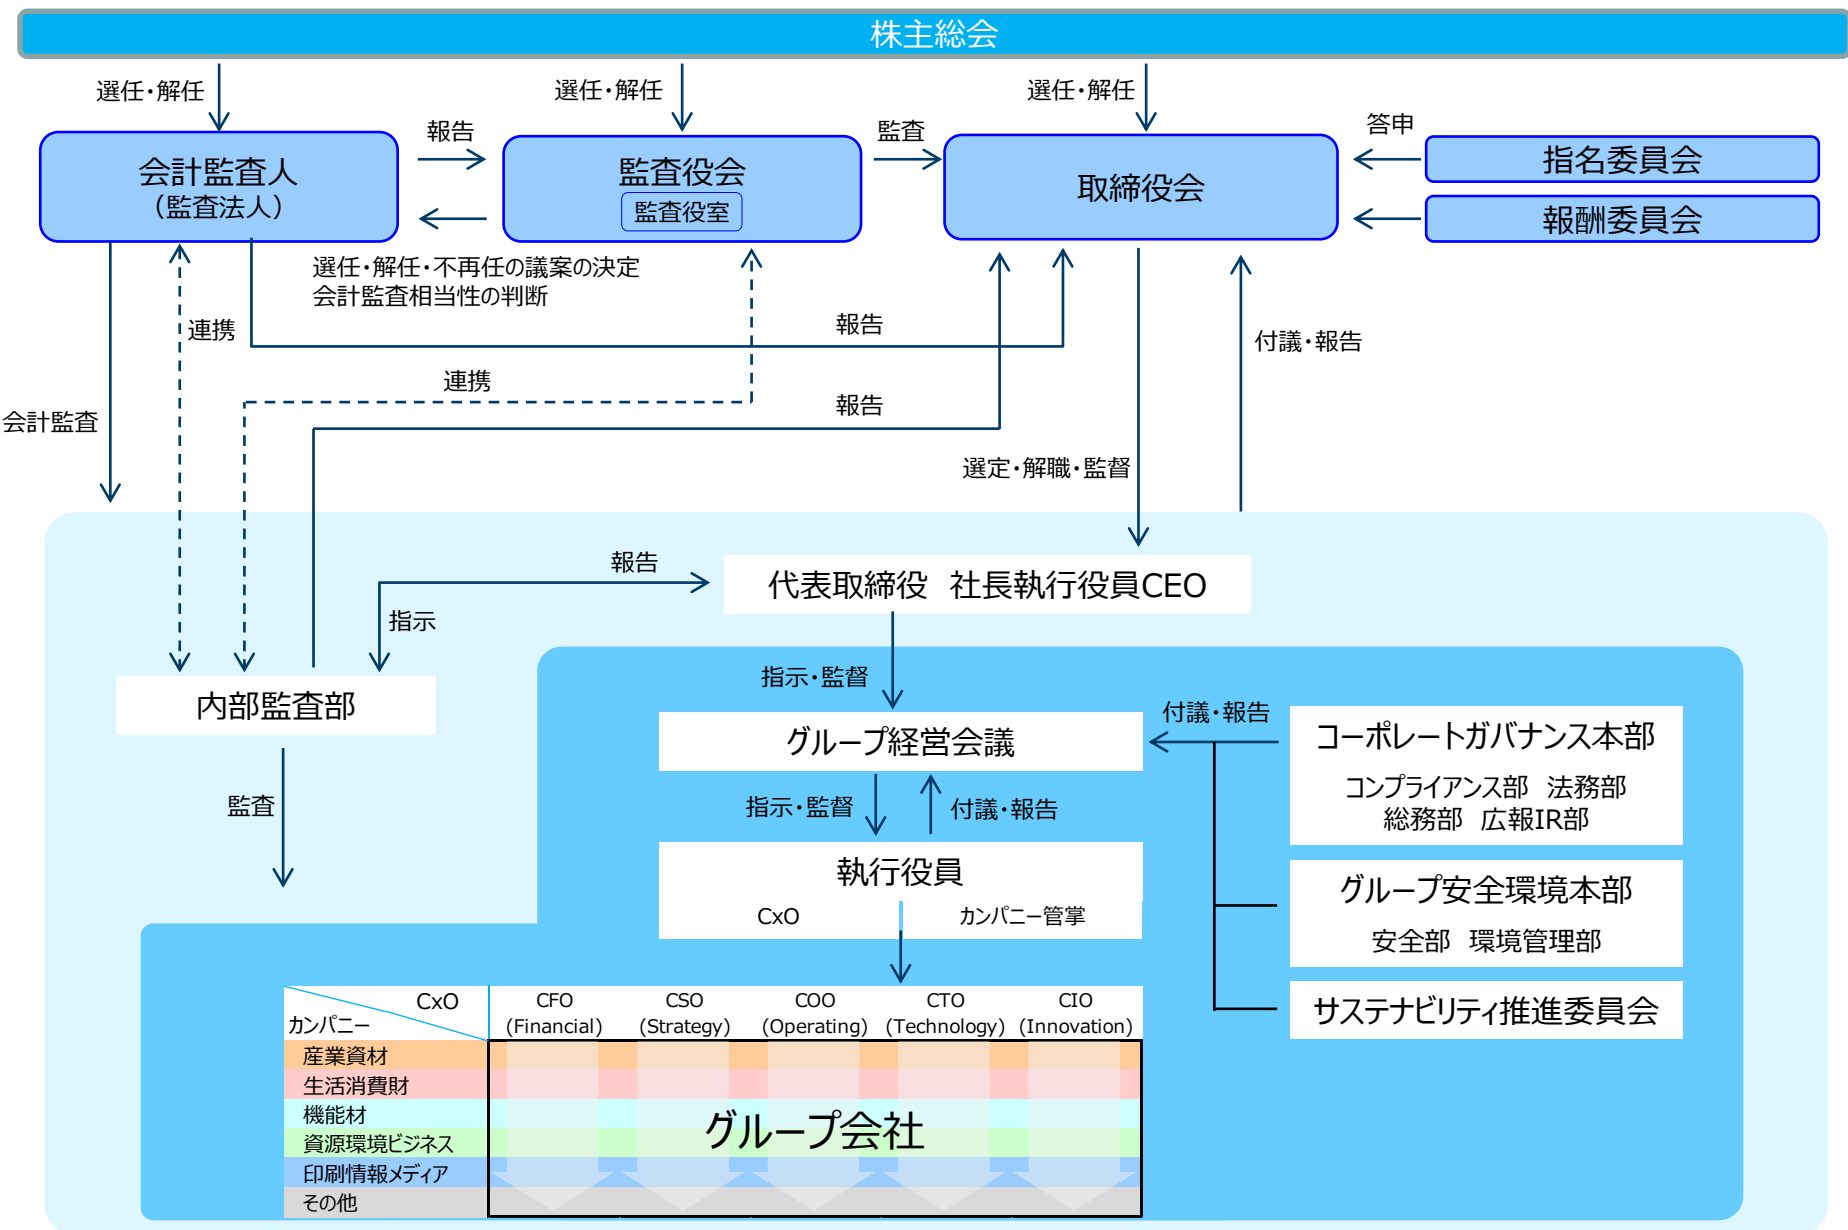 株主総会
選任・解任
選任・解任
選任・解任
会計監査人
（監査法人）
報告
監査役会
監査役室
監査
取締役会
答申
指名委員会
報酬委員会
選任・解任・不再任の議案の決定
会計監査相当性の判断
連携
報告
付議・報告
連携
報告
会計監査
選定・解職・監督
報告
代表取締役　社長執行役員CEO
指示
内部監査部
指示・監督
グループ経営会議
付議・報告
コーポレートガバナンス本部
コンプライアンス部　法務部
総務部　広報IR部
監査
指示・監督
付議・報告
執行役員
CxO
カンパニー管掌
グループ安全環境本部
安全部　環境管理部
サステナビリティ推進委員会
CxO
カンパニー
CFO
(Financial)
CSO
(Strategy)
COO
(Operating)
CTO
(Technology)
CIO
(Innovation)
産業資材
生活消費財
機能材
資源環境ビジネス
印刷情報メディア
その他
グループ会社